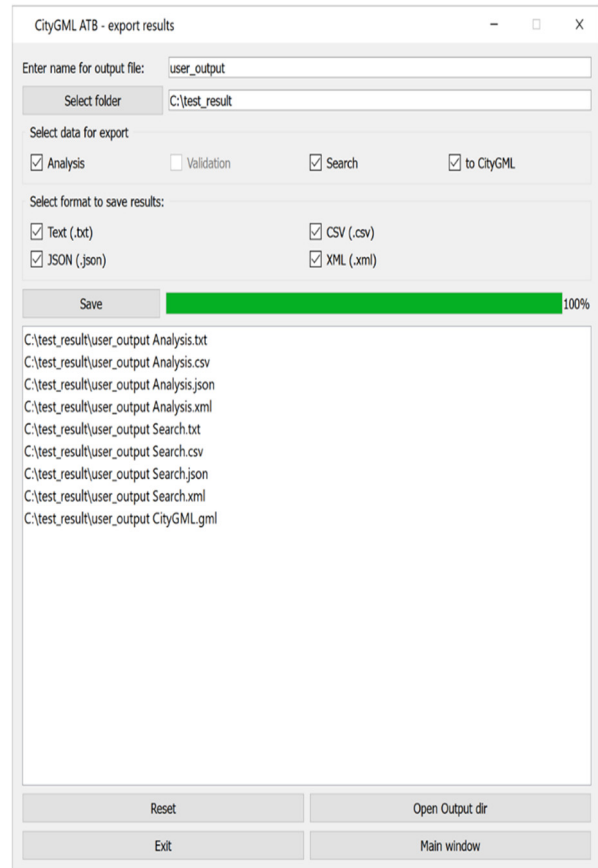 CityGML ATB - export results
Enter name for output file: user_output
Select folder C:\test_result
Select data for export
Analysis Validation Search to CityGML
Select format to save results:
Text (.txt) CSV (.csv)
JSON (.json) XML (.xml)
Save 100%
C:\test_result\user_output Analysis.txt
C:\test_result\user_output Analysis.csv
C:\test_result\user_output Analysis.json
C:\test_result\user_output Analysis.xml
C:\test_result\user_output Search.txt
C:\test_result\user_output Search.csv
C:\test_result\user_output Search.json
C:\test_result\user_output Search.xml
C:\test_result\user_output CityGML.gml
Reset Open Output dir
Exit Main window